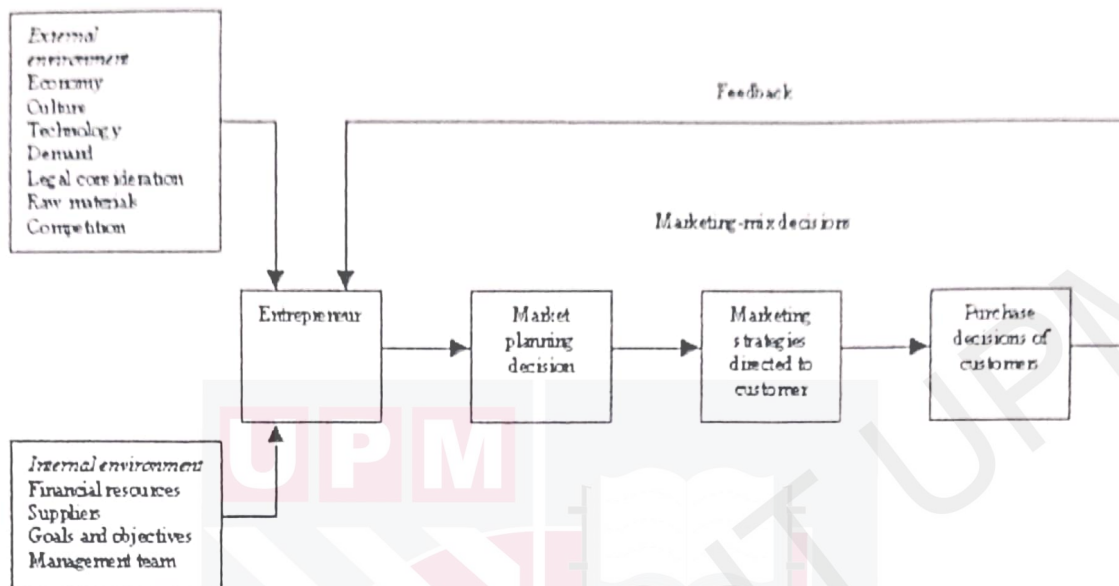 External
environment
Economy
Culture
Technology
Demand
Legal consideration
Raw materials
Competition
Feedback
Marketing-mix decisions
Entrepreneur
Market
planning
decision
Marketing
strategies
directed to
customer
Purchase
decisions of
customers
Internal environment
Financial resources
Suppliers
Goals and objectives
Management team
UPM
UPM